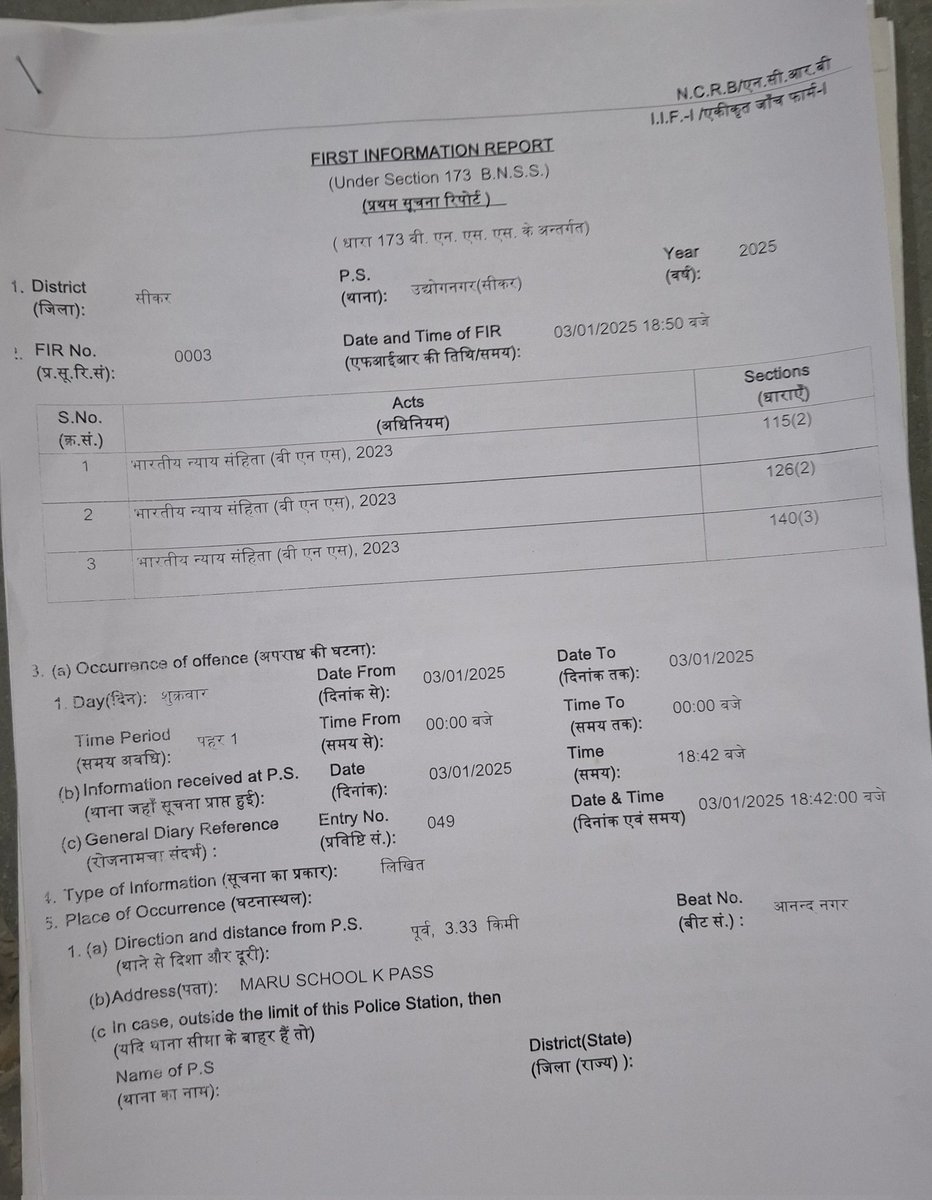 N.C.R.B/एन.सी.आर.बी
I.I.F.-I /एकीकृत जाँच फार्म-I
FIRST INFORMATION REPORT
(Under Section 173 B.N.S.S.)
(प्रथम सूचना रिपोर्ट )
( धारा 173 बी. एन. एस. एस. के अन्तर्गत)
1. District (जिला): सीकर P.S. (थाना): उद्योगनगर(सीकर) Year (वर्ष): 2025
FIR No. (प्र.सू.रि.सं): 0003 Date and Time of FIR (एफआईआर की तिथि/समय): 03/01/2025 18:50 बजे
S.No. (क्र.सं.) Acts (अधिनियम) Sections (धाराएँ)
1 भारतीय न्याय संहिता (बी एन एस), 2023 115(2)
2 भारतीय न्याय संहिता (बी एन एस), 2023 126(2)
3 भारतीय न्याय संहिता (बी एन एस), 2023 140(3)
3. (a) Occurrence of offence (अपराध की घटना):
1. Day(दिन): शुक्रवार Date From (दिनांक से): 03/01/2025 Date To (दिनांक तक): 03/01/2025
Time Period (समय अवधि): पहर 1 Time From (समय से): 00:00 बजे Time To (समय तक): 00:00 बजे
(b) Information received at P.S. (थाना जहाँ सूचना प्राप्त हुई): Date (दिनांक): 03/01/2025 Time (समय): 18:42 बजे
(c) General Diary Reference (रोजनामचा संदर्भ) : Entry No. (प्रविष्टि सं.): 049 Date & Time (दिनांक एवं समय) 03/01/2025 18:42:00 बजे
4. Type of Information (सूचना का प्रकार): लिखित
5. Place of Occurrence (घटनास्थल):
1. (a) Direction and distance from P.S. (थाने से दिशा और दूरी): पूर्व, 3.33 किमी Beat No. (बीट सं.) : आनन्द नगर
(b)Address(पता): MARU SCHOOL K PASS
(c In case, outside the limit of this Police Station, then
(यदि थाना सीमा के बाहर हैं तो)
Name of P.S (थाना का नाम): District(State) (जिला (राज्य) ):